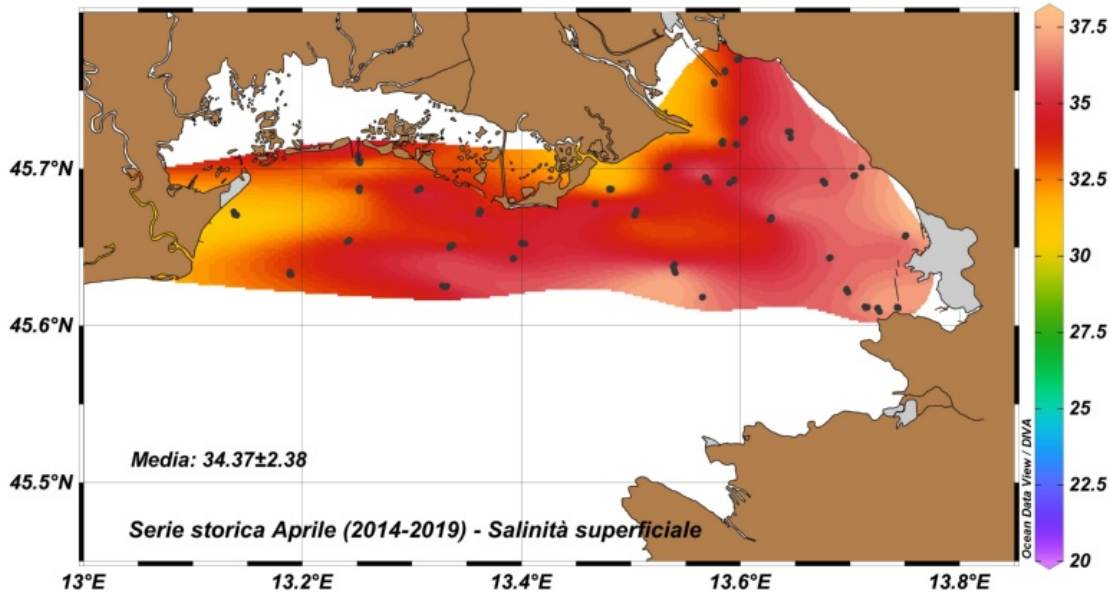 37.5
35
32.5
30
27.5
25
22.5
20
45.7°N
45.6°N
45.5°N
Media: 34.37±2.38
Serie storica Aprile (2014-2019) - Salinità superficiale
Ocean Data View / DIVA
13°E
13.2°E
13.4°E
13.6°E
13.8°E